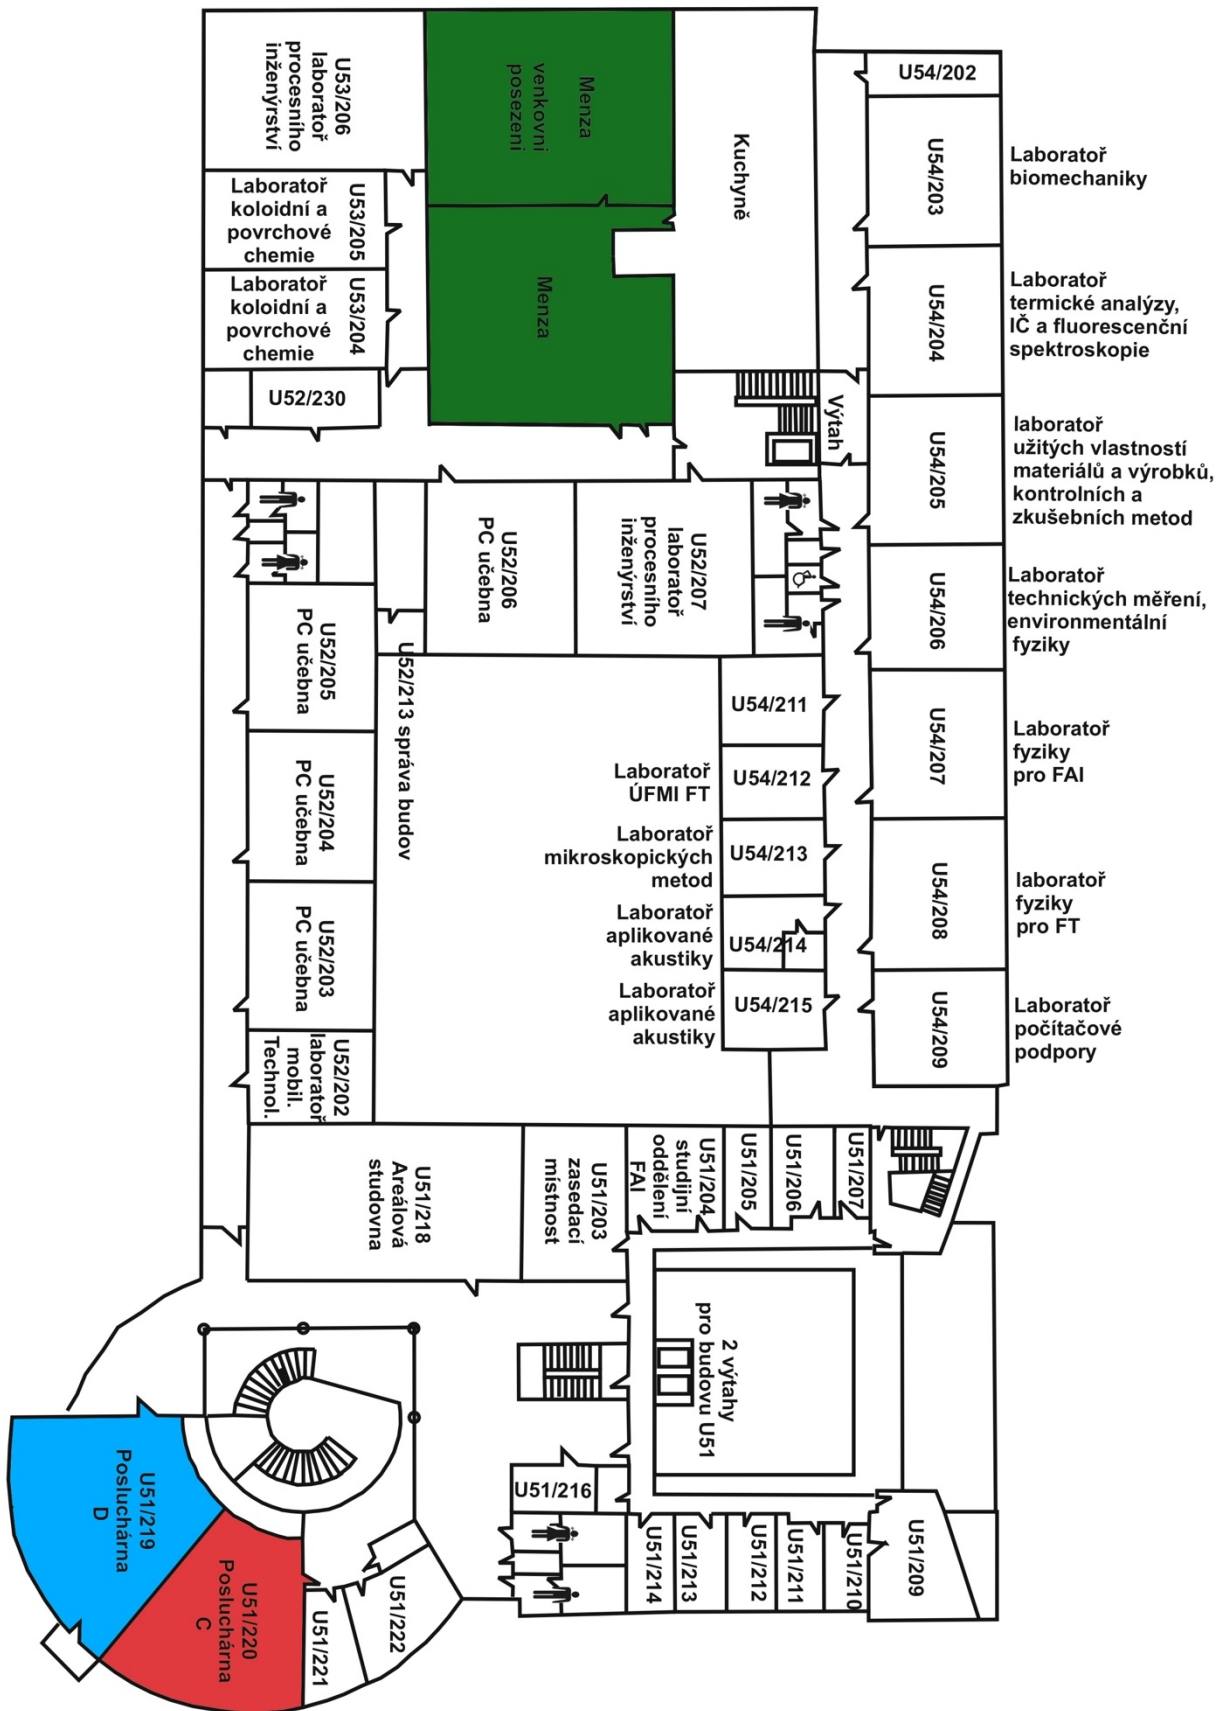 U53/206
laboratoř
procesního
inženýrství
Menza
venkovni
posezeni
Kuchyně
U54/202
U54/203
Laboratoř
biomechaniky
Laboratoř
koloidní a
povrchové
chemie
U53/205
Laboratoř
koloidní a
povrchové
chemie
U53/204
Menza
U54/204
Laboratoř
termické analýzy,
IČ a fluorescenční
spektroskopie
U52/230
Výtah
U54/205
laboratoř
užitých vlastností
materiálů a výrobků,
kontrolních a
zkušebních metod
U52/206
PC učebna
U52/207
laboratoř
procesního
inženýrství
U54/206
Laboratoř
technických měření,
environmentální
fyziky
U52/205
PC učebna
U52/213 správa budov
U54/211
U54/207
Laboratoř
fyziky
pro FAI
U52/204
PC učebna
Laboratoř
ÚFMI FT
U54/212
Laboratoř
mikroskopických
metod
U54/213
U54/208
laboratoř
fyziky
pro FT
U52/203
PC učebna
Laboratoř
aplikované
akustiky
U54/214
Laboratoř
aplikované
akustiky
U54/215
U54/209
Laboratoř
počítačové
podpory
U52/202
laboratoř
mobil.
Technol.
U51/218
Areálová
studovna
U51/203
zasedací
místnost
U51/204
studijní
oddělení
FAI
U51/205
U51/206
U51/207
2 výtahy
pro budovu U51
U51/219
Posluchárna
D
U51/220
Posluchárna
C
U51/221
U51/222
U51/216
U51/214
U51/213
U51/212
U51/211
U51/210
U51/209